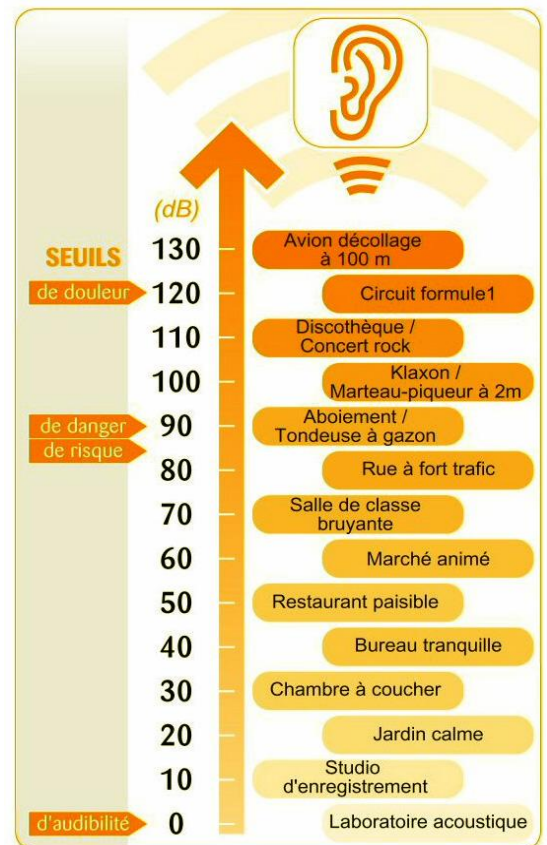 (dB)
SEUILS
130
Avion décollage
à 100 m
de douleur
120
Circuit formule1
110
Discothèque /
Concert rock
100
Klaxon /
Marteau-piqueur à 2m
de danger
90
Aboiement /
Tondeuse à gazon
de risque
80
Rue à fort trafic
70
Salle de classe
bruyante
60
Marché animé
50
Restaurant paisible
40
Bureau tranquille
30
Chambre à coucher
20
Jardin calme
10
Studio
d'enregistrement
d'audibilité
0
Laboratoire acoustique